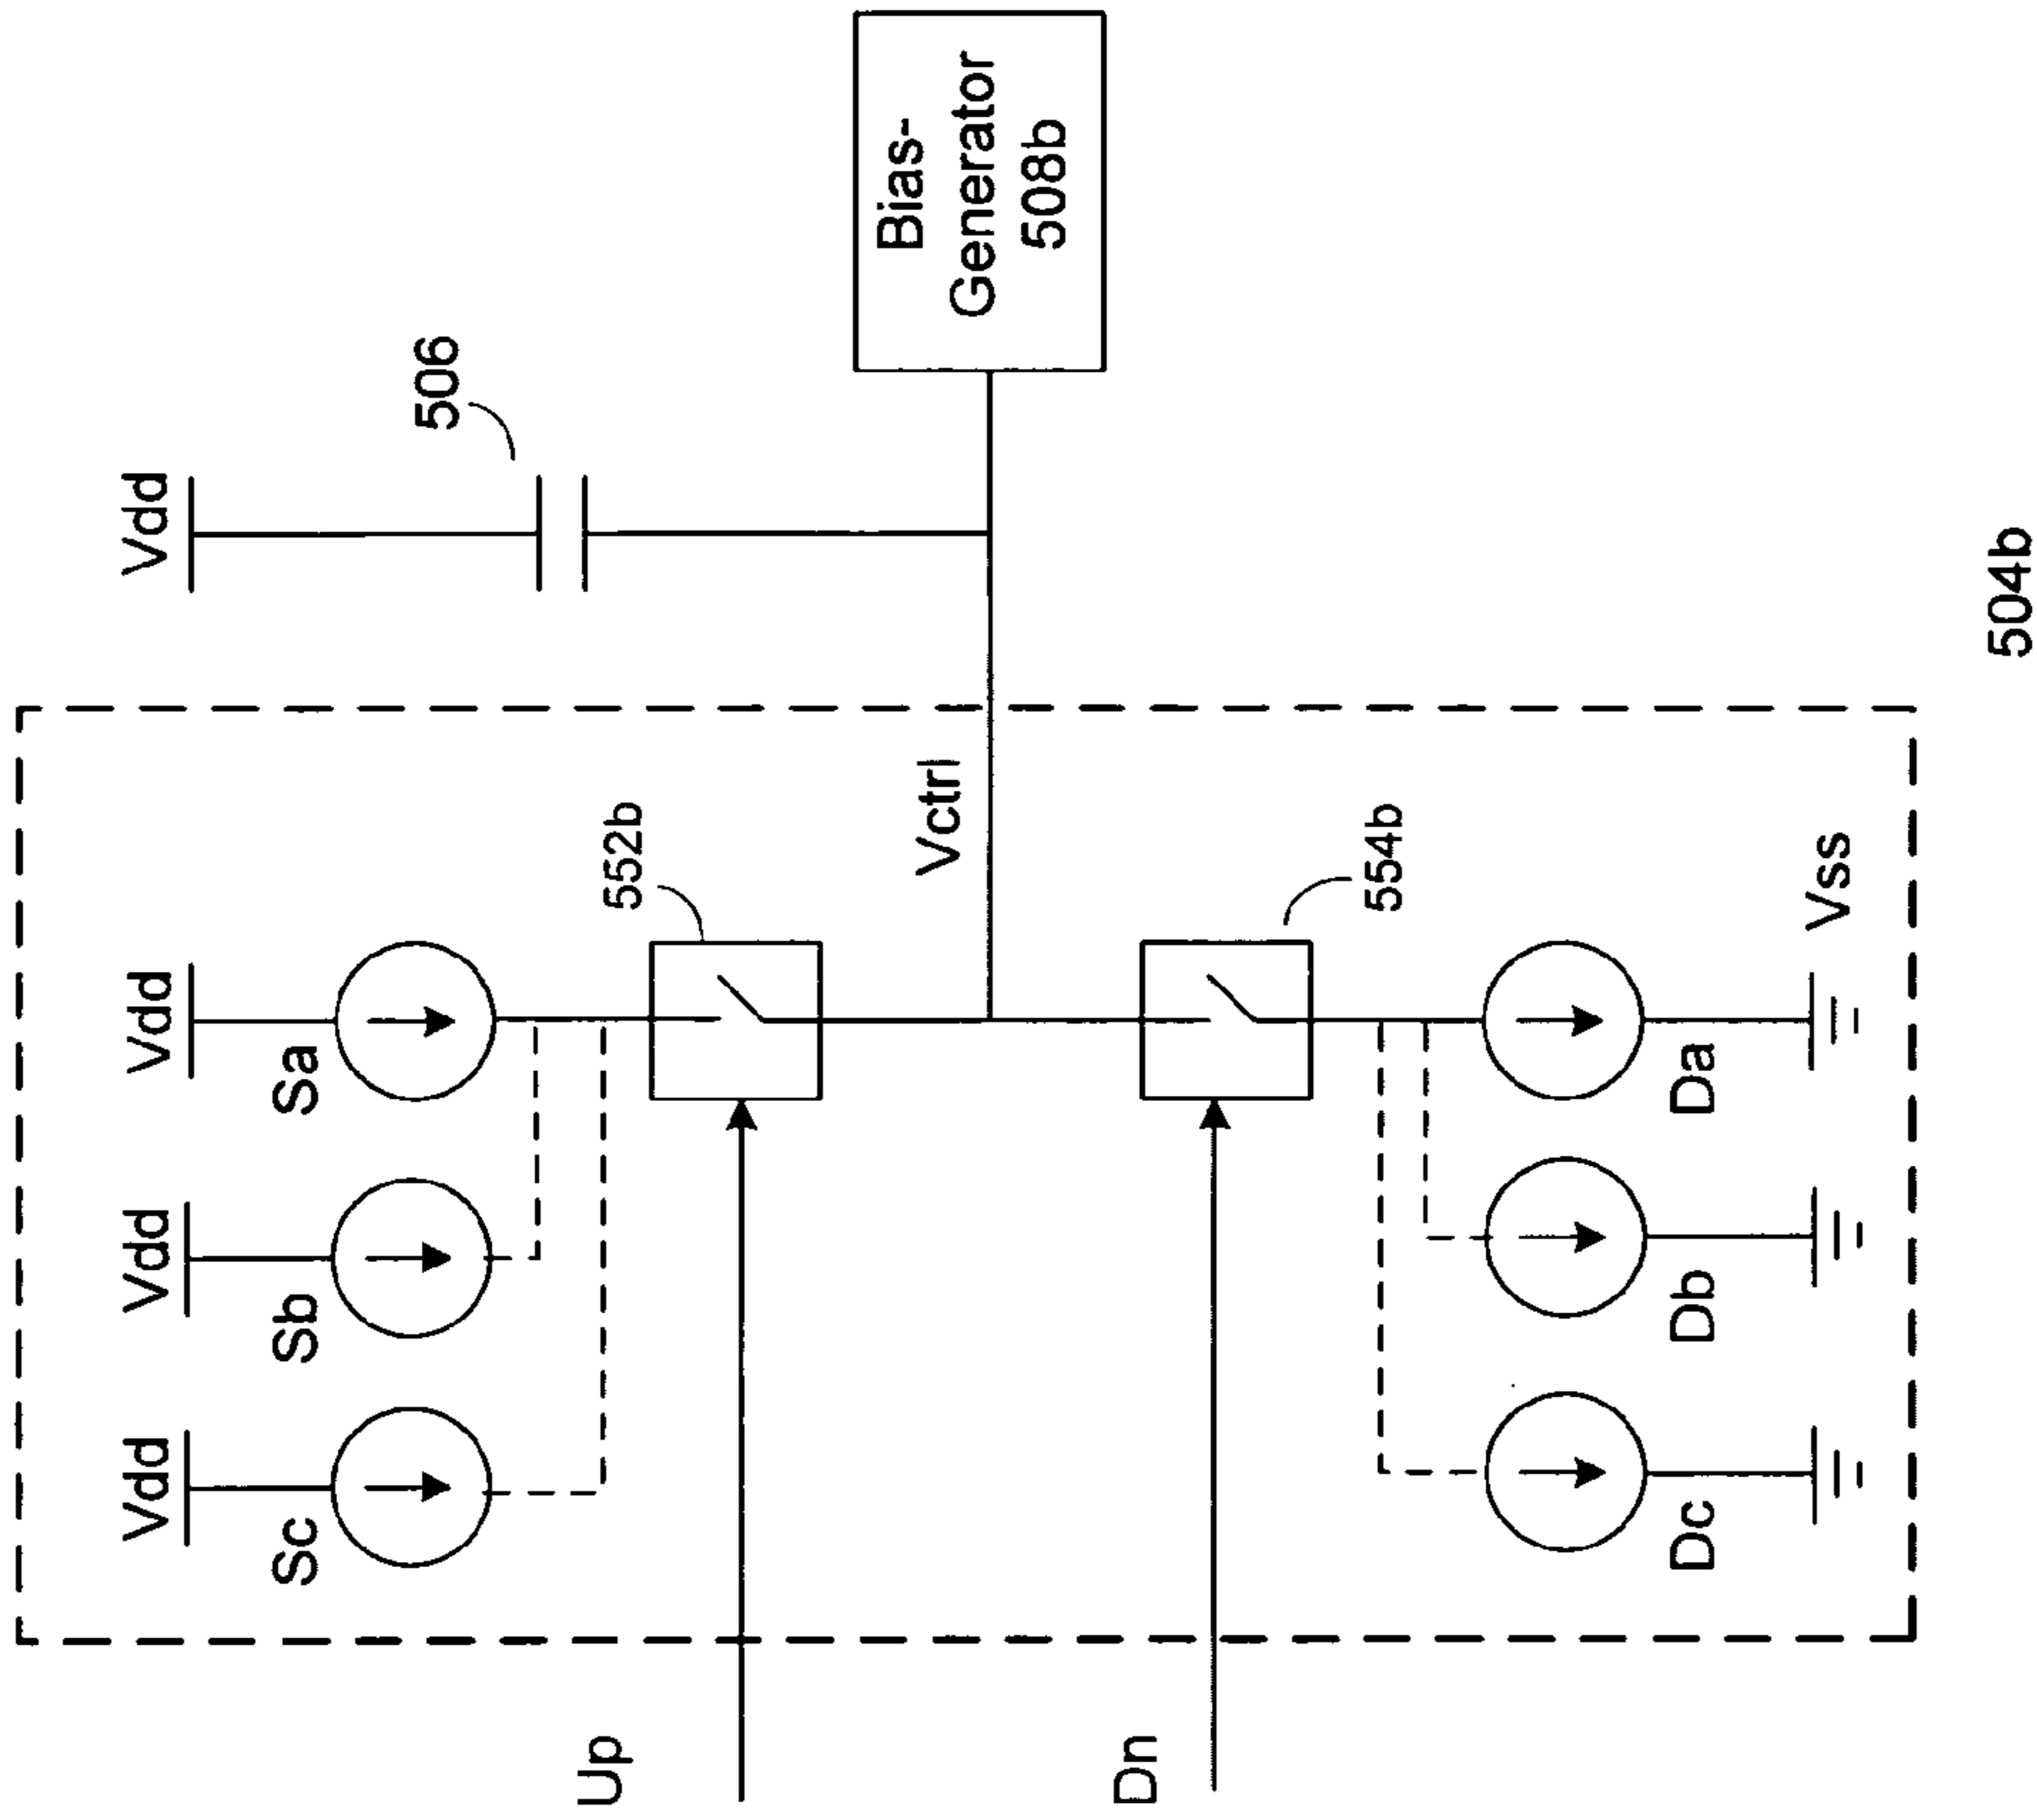 Vdd
Vdd
Vdd
Vdd
Sc
Sb
Sa
506
552b
Up
Vctrl
Bias-
Generator
508b
Dn
554b
Dc
Db
Da
Vss
504b